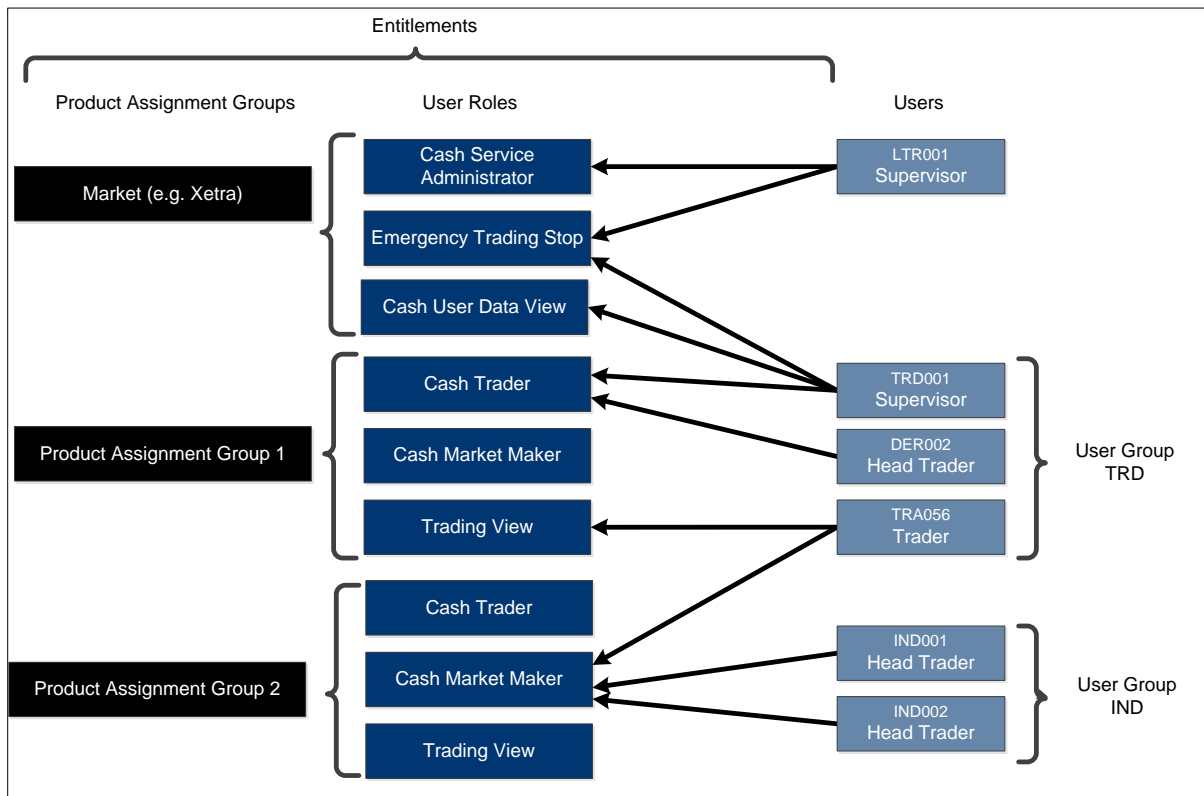 Entitlements
Product Assignment Groups
User Roles
Users
Market (e.g. Xetra)
Cash Service
Administrator
Emergency Trading Stop
Cash User Data View
LTR001
Supervisor
Product Assignment Group 1
Cash Trader
Cash Market Maker
Trading View
TRD001
Supervisor
DER002
Head Trader
TRA056
Trader
User Group
TRD
Product Assignment Group 2
Cash Trader
Cash Market Maker
Trading View
IND001
Head Trader
IND002
Head Trader
User Group
IND